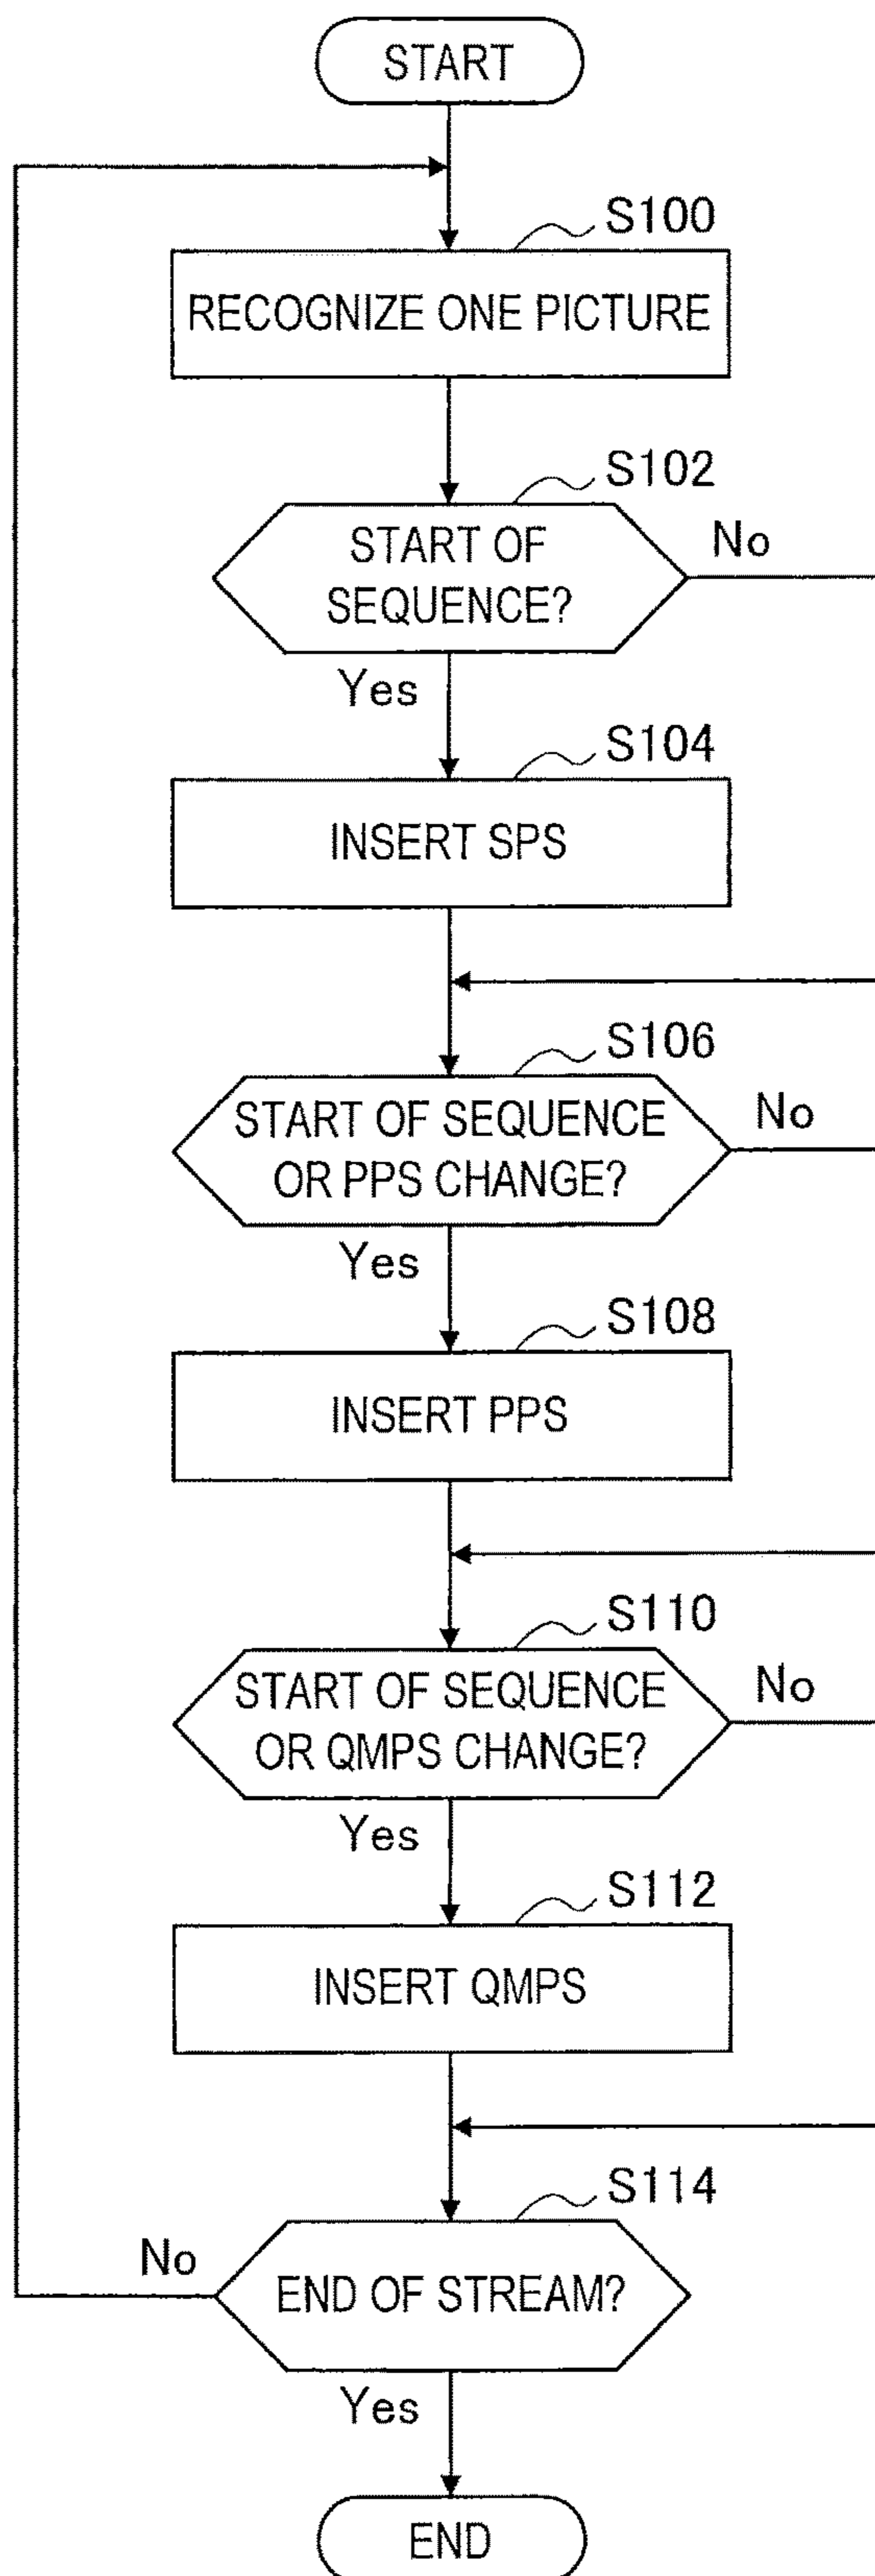 START
S100
RECOGNIZE ONE PICTURE
S102
START OF
SEQUENCE?
No
Yes
S104
INSERT SPS
S106
START OF SEQUENCE
OR PPS CHANGE?
No
Yes
S108
INSERT PPS
S110
START OF SEQUENCE
OR QMPS CHANGE?
No
Yes
S112
INSERT QMPS
S114
No
END OF STREAM?
Yes
END